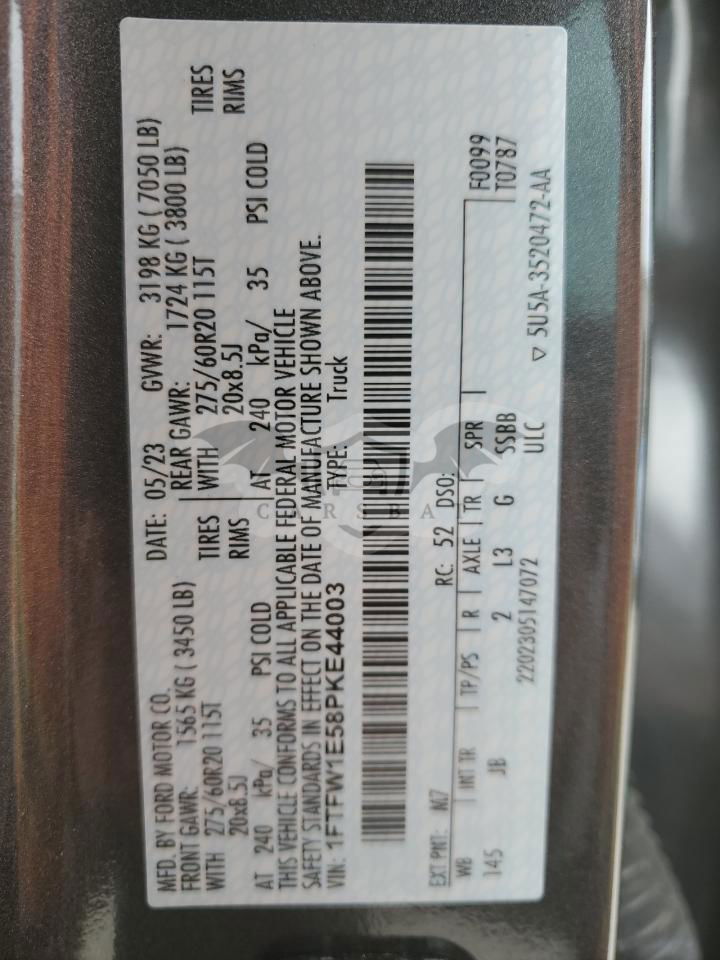 MFD. BY FORD MOTOR CO. DATE: 05/23 GVWR: 3198 KG ( 7050 LB)
FRONT GAWR: REAR GAWR:
1565 KG ( 3450 LB) 1724 KG ( 3800 LB)
WITH 275/60R20 115T TIRES WITH 275/60R20 115T TIRES
20x8.5J RIMS 20x8.5J RIMS
AT 240 kPa/ 35 PSI COLD AT 240 kPa/ 35 PSI COLD
THIS VEHICLE CONFORMS TO ALL APPLICABLE FEDERAL MOTOR VEHICLE
SAFETY STANDARDS IN EFFECT ON THE DATE OF MANUFACTURE SHOWN ABOVE.
VIN: 1FTFW1E58PKE44003 TYPE: Truck
EXT PNT: M7 RC: 52 DSO: F0099
WB INT TR TP/PS R AXLE TR SPR T0787
145 JB 2 L3 G SSBB
2202305147072 ULC ▽ 5U5A-3520472-AA
CARSBAT